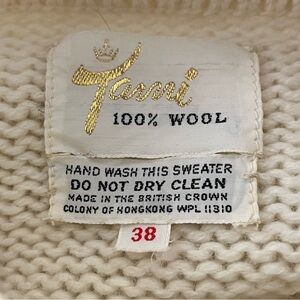 Tami
100% WOOL
HAND WASH THIS SWEATER
DO NOT DRY CLEAN
MADE IN THE BRITISH CROWN
COLONY OF HONGKONG WPL 11310
38